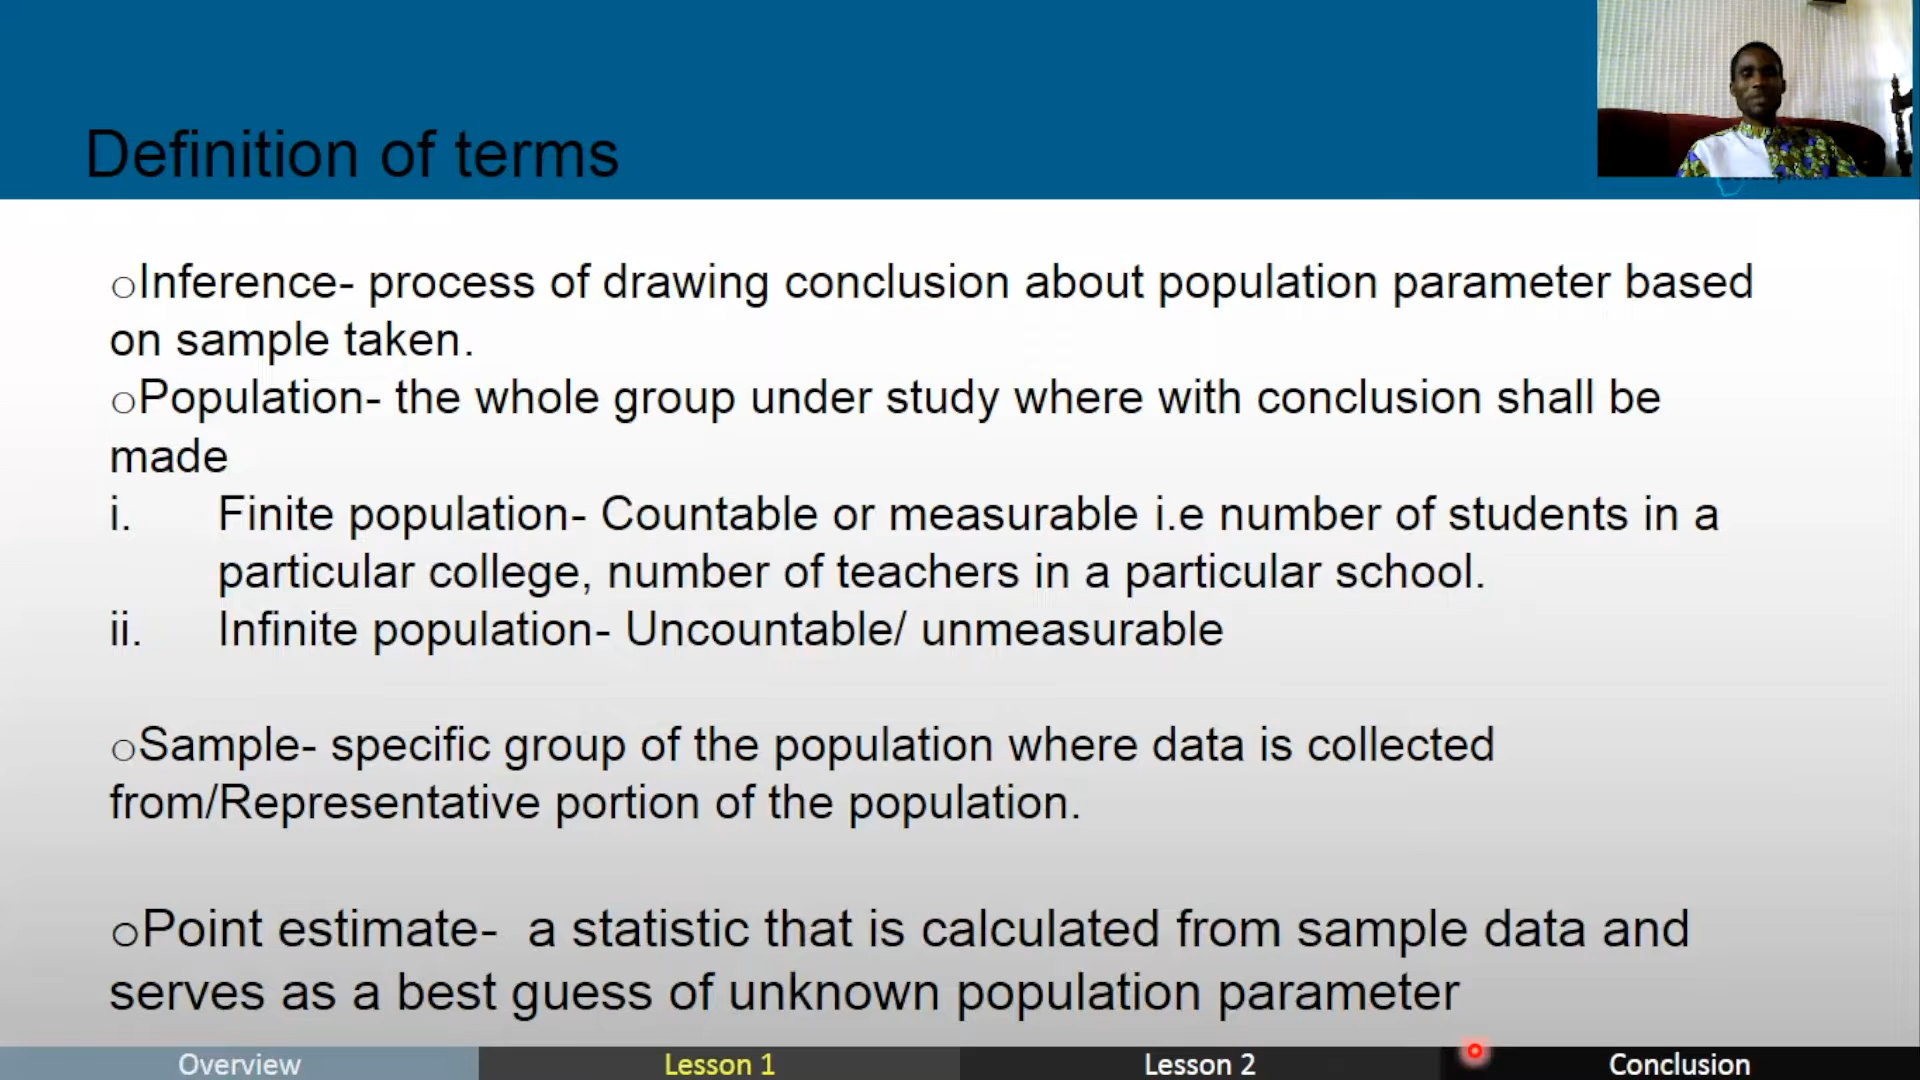 Definition of terms
oInference- process of drawing conclusion about population parameter based
on sample taken.
oPopulation- the whole group under study where with conclusion shall be
made
i. Finite population- Countable or measurable i.e number of students in a
particular college, number of teachers in a particular school.
ii. Infinite population- Uncountable/ unmeasurable
oSample- specific group of the population where data is collected
from/Representative portion of the population.
oPoint estimate- a statistic that is calculated from sample data and
serves as a best guess of unknown population parameter
Overview Lesson 1 Lesson 2 Conclusion